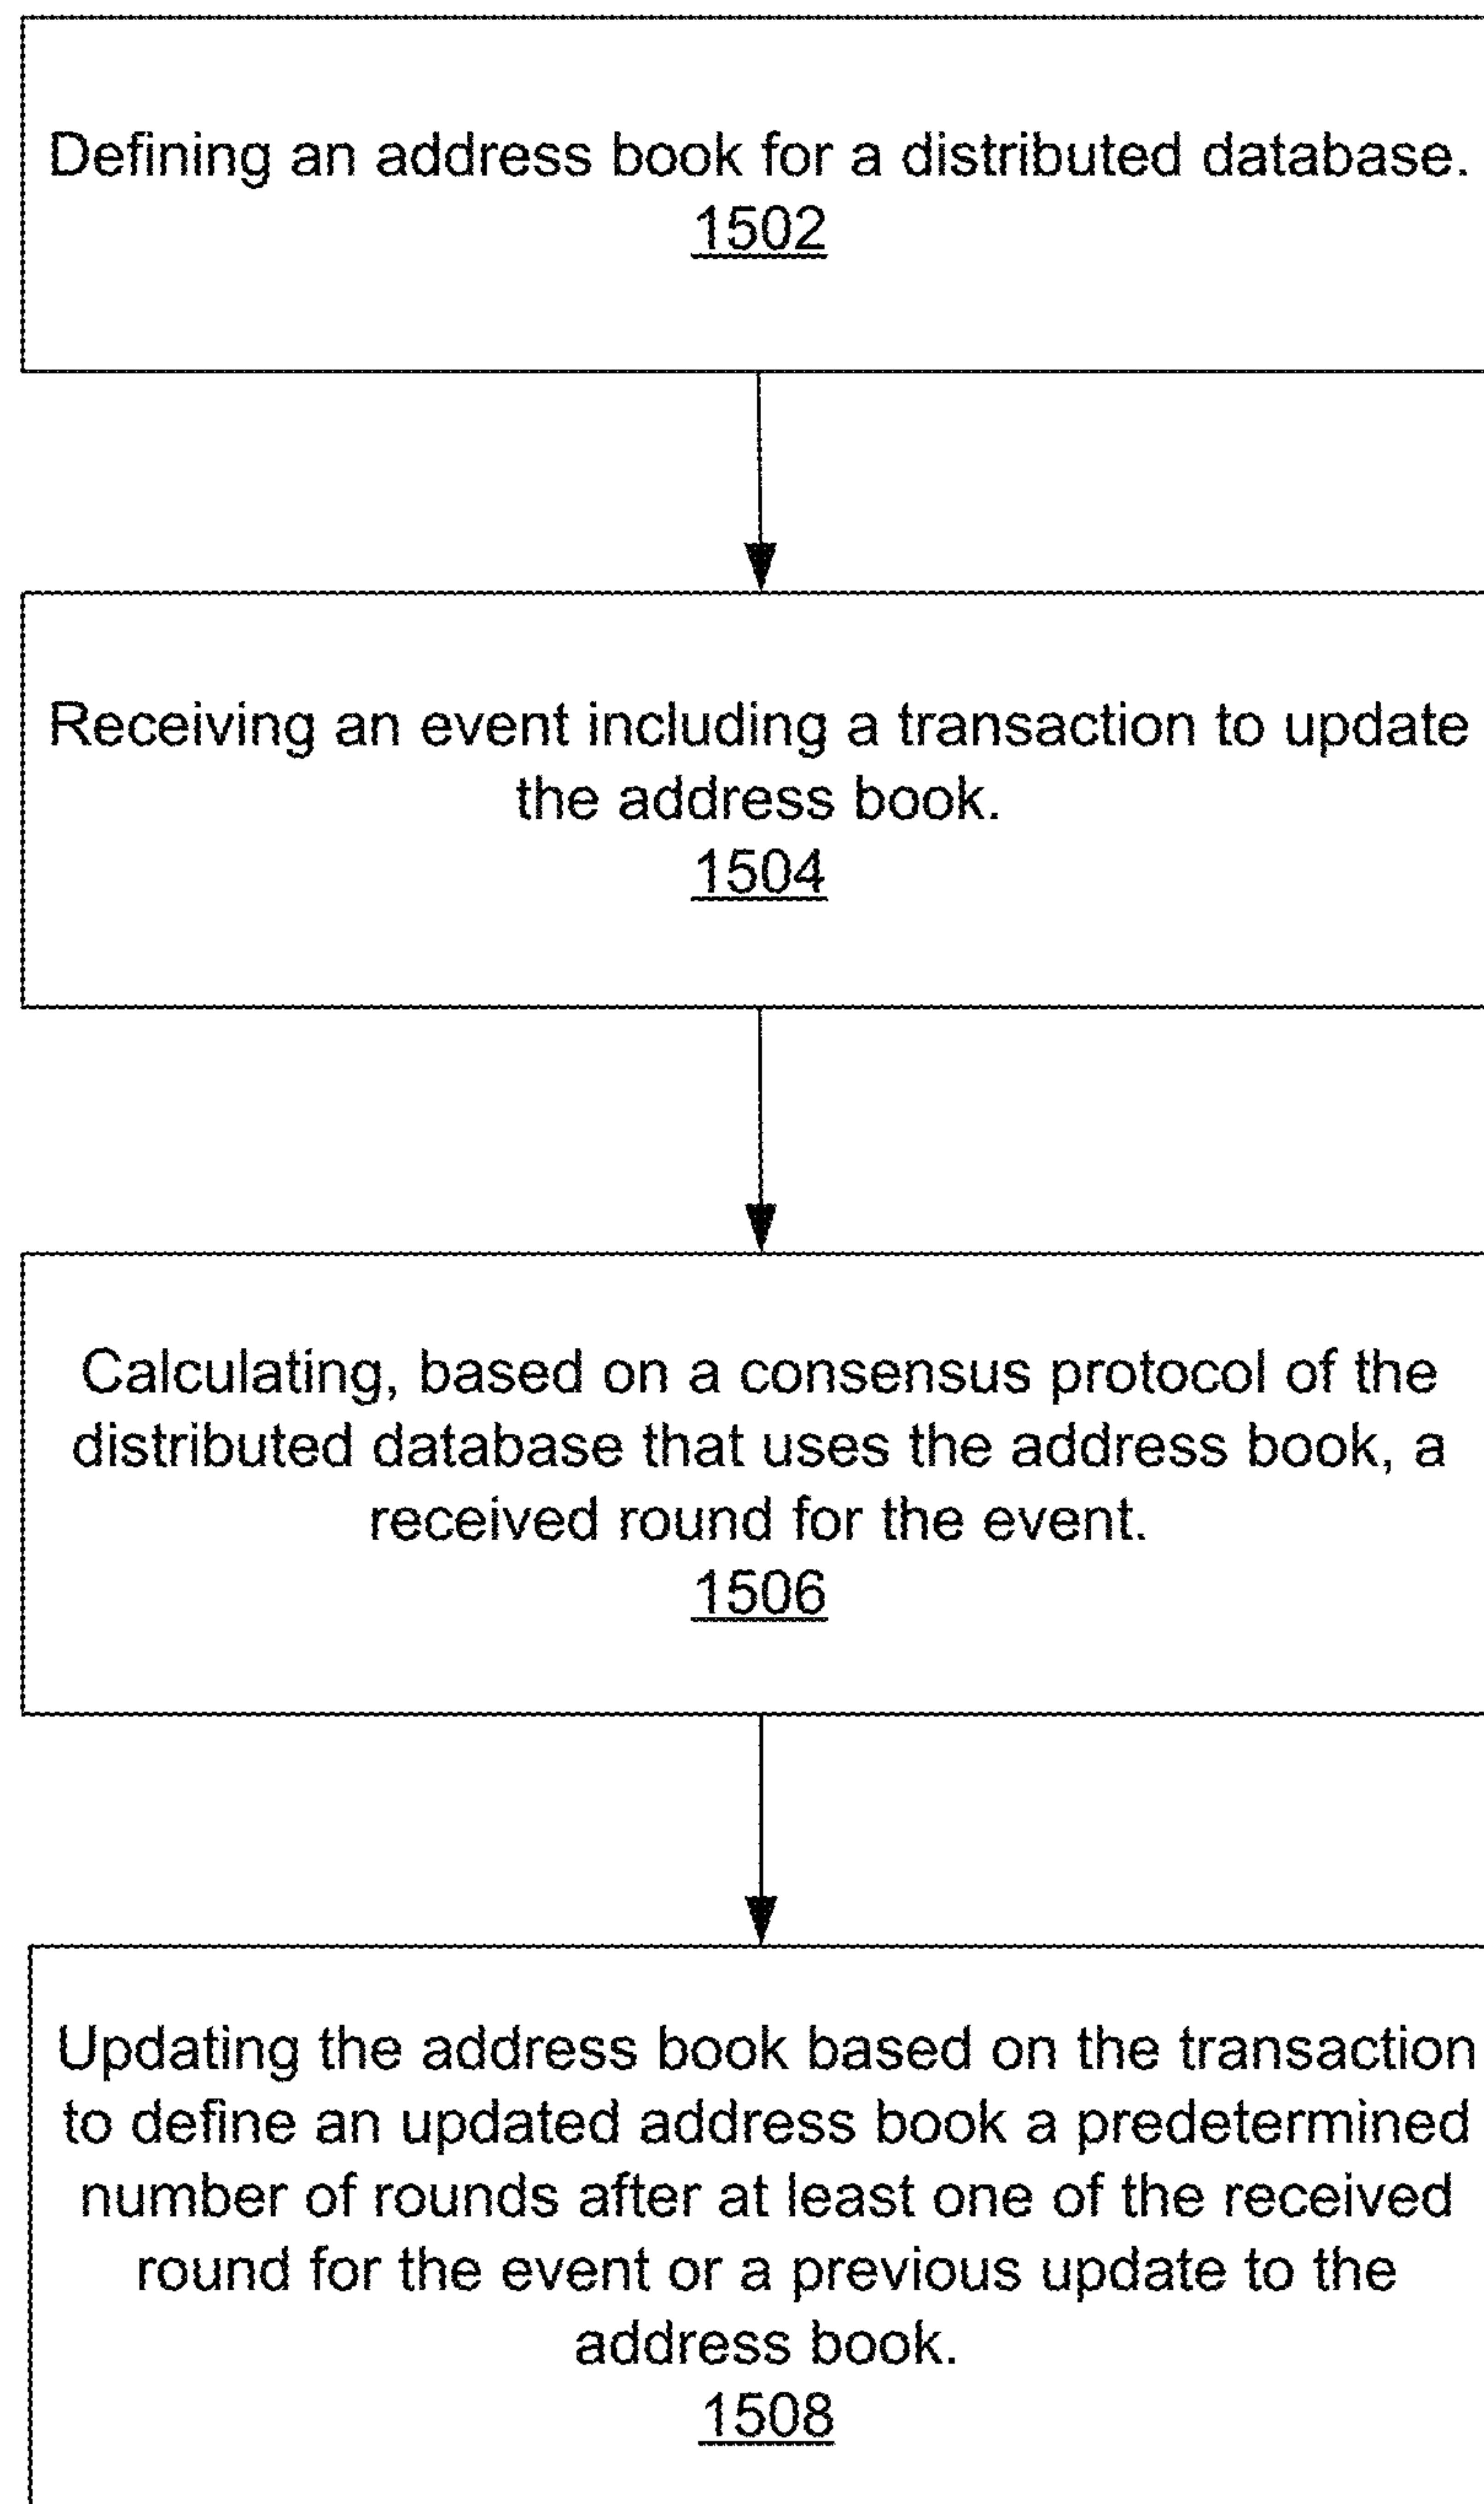 Defining an address book for a distributed database.
1502
Receiving an event including a transaction to update
the address book.
1504
Calculating, based on a consensus protocol of the
distributed database that uses the address book, a
received round for the event.
1506
Updating the address book based on the transaction
to define an updated address book a predetermined
number of rounds after at least one of the received
round for the event or a previous update to the
address book.
1508